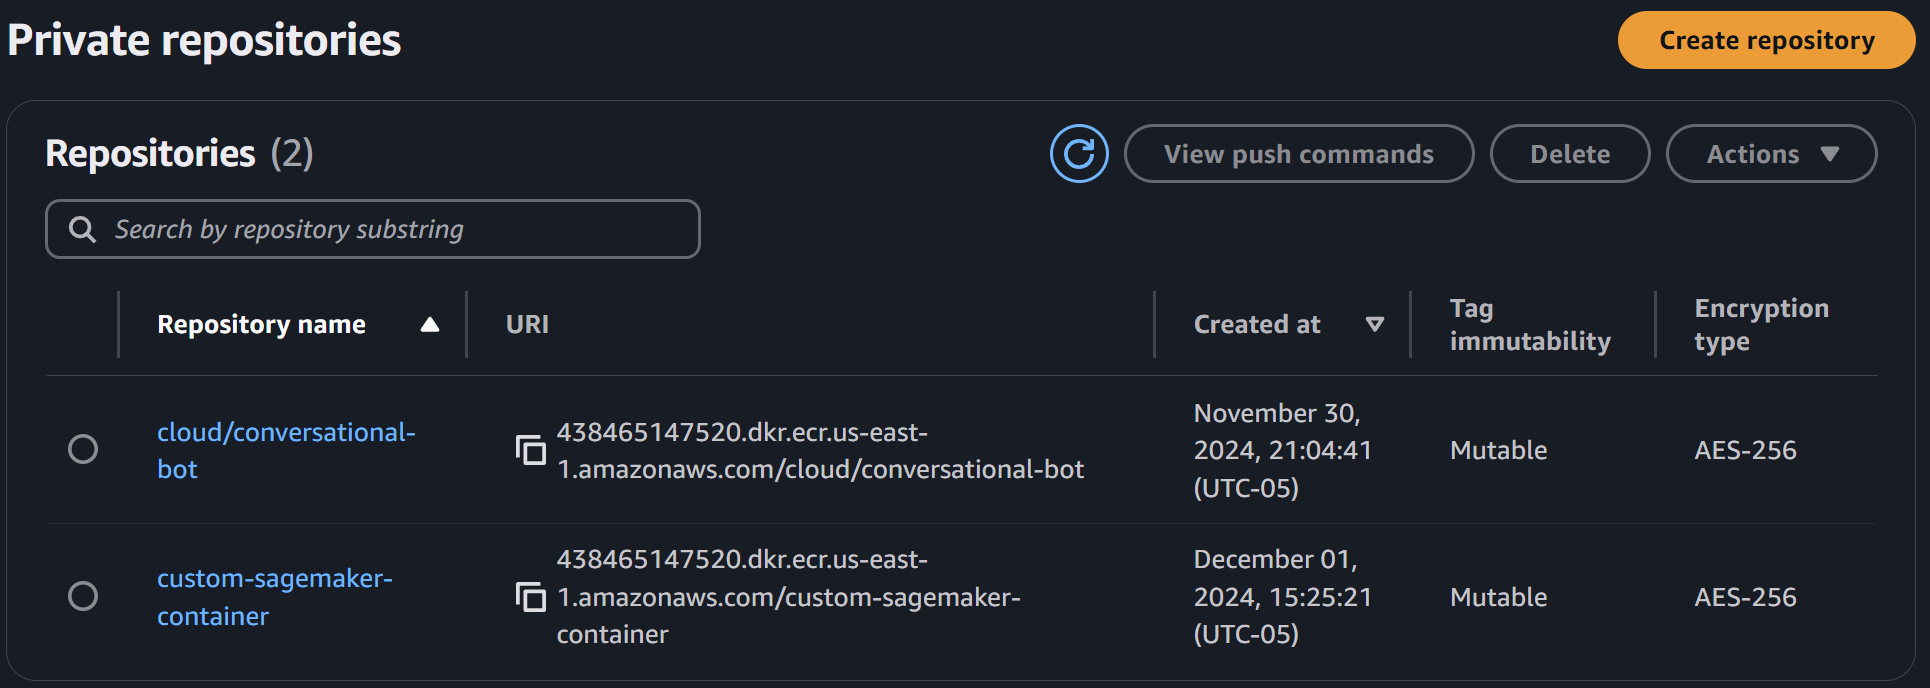 Private repositories
Create repository
Repositories (2)
View push commands
Delete
Actions
Search by repository substring
Repository name
URI
Created at
Tag
immutability
Encryption
type
cloud/conversational-
bot
438465147520.dkr.ecr.us-east-
1.amazonaws.com/cloud/conversational-bot
November 30,
2024, 21:04:41
(UTC-05)
Mutable
AES-256
custom-sagemaker-
container
438465147520.dkr.ecr.us-east-
1.amazonaws.com/custom-sagemaker-
container
December 01,
2024, 15:25:21
(UTC-05)
Mutable
AES-256